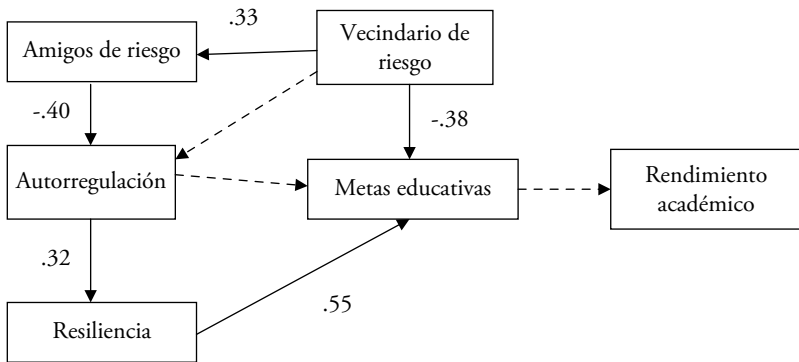 .33
Amigos de riesgo
Vecindario de
riesgo
-.40
-.38
Autorregulación
Metas educativas
Rendimiento
académico
.32
.55
Resiliencia